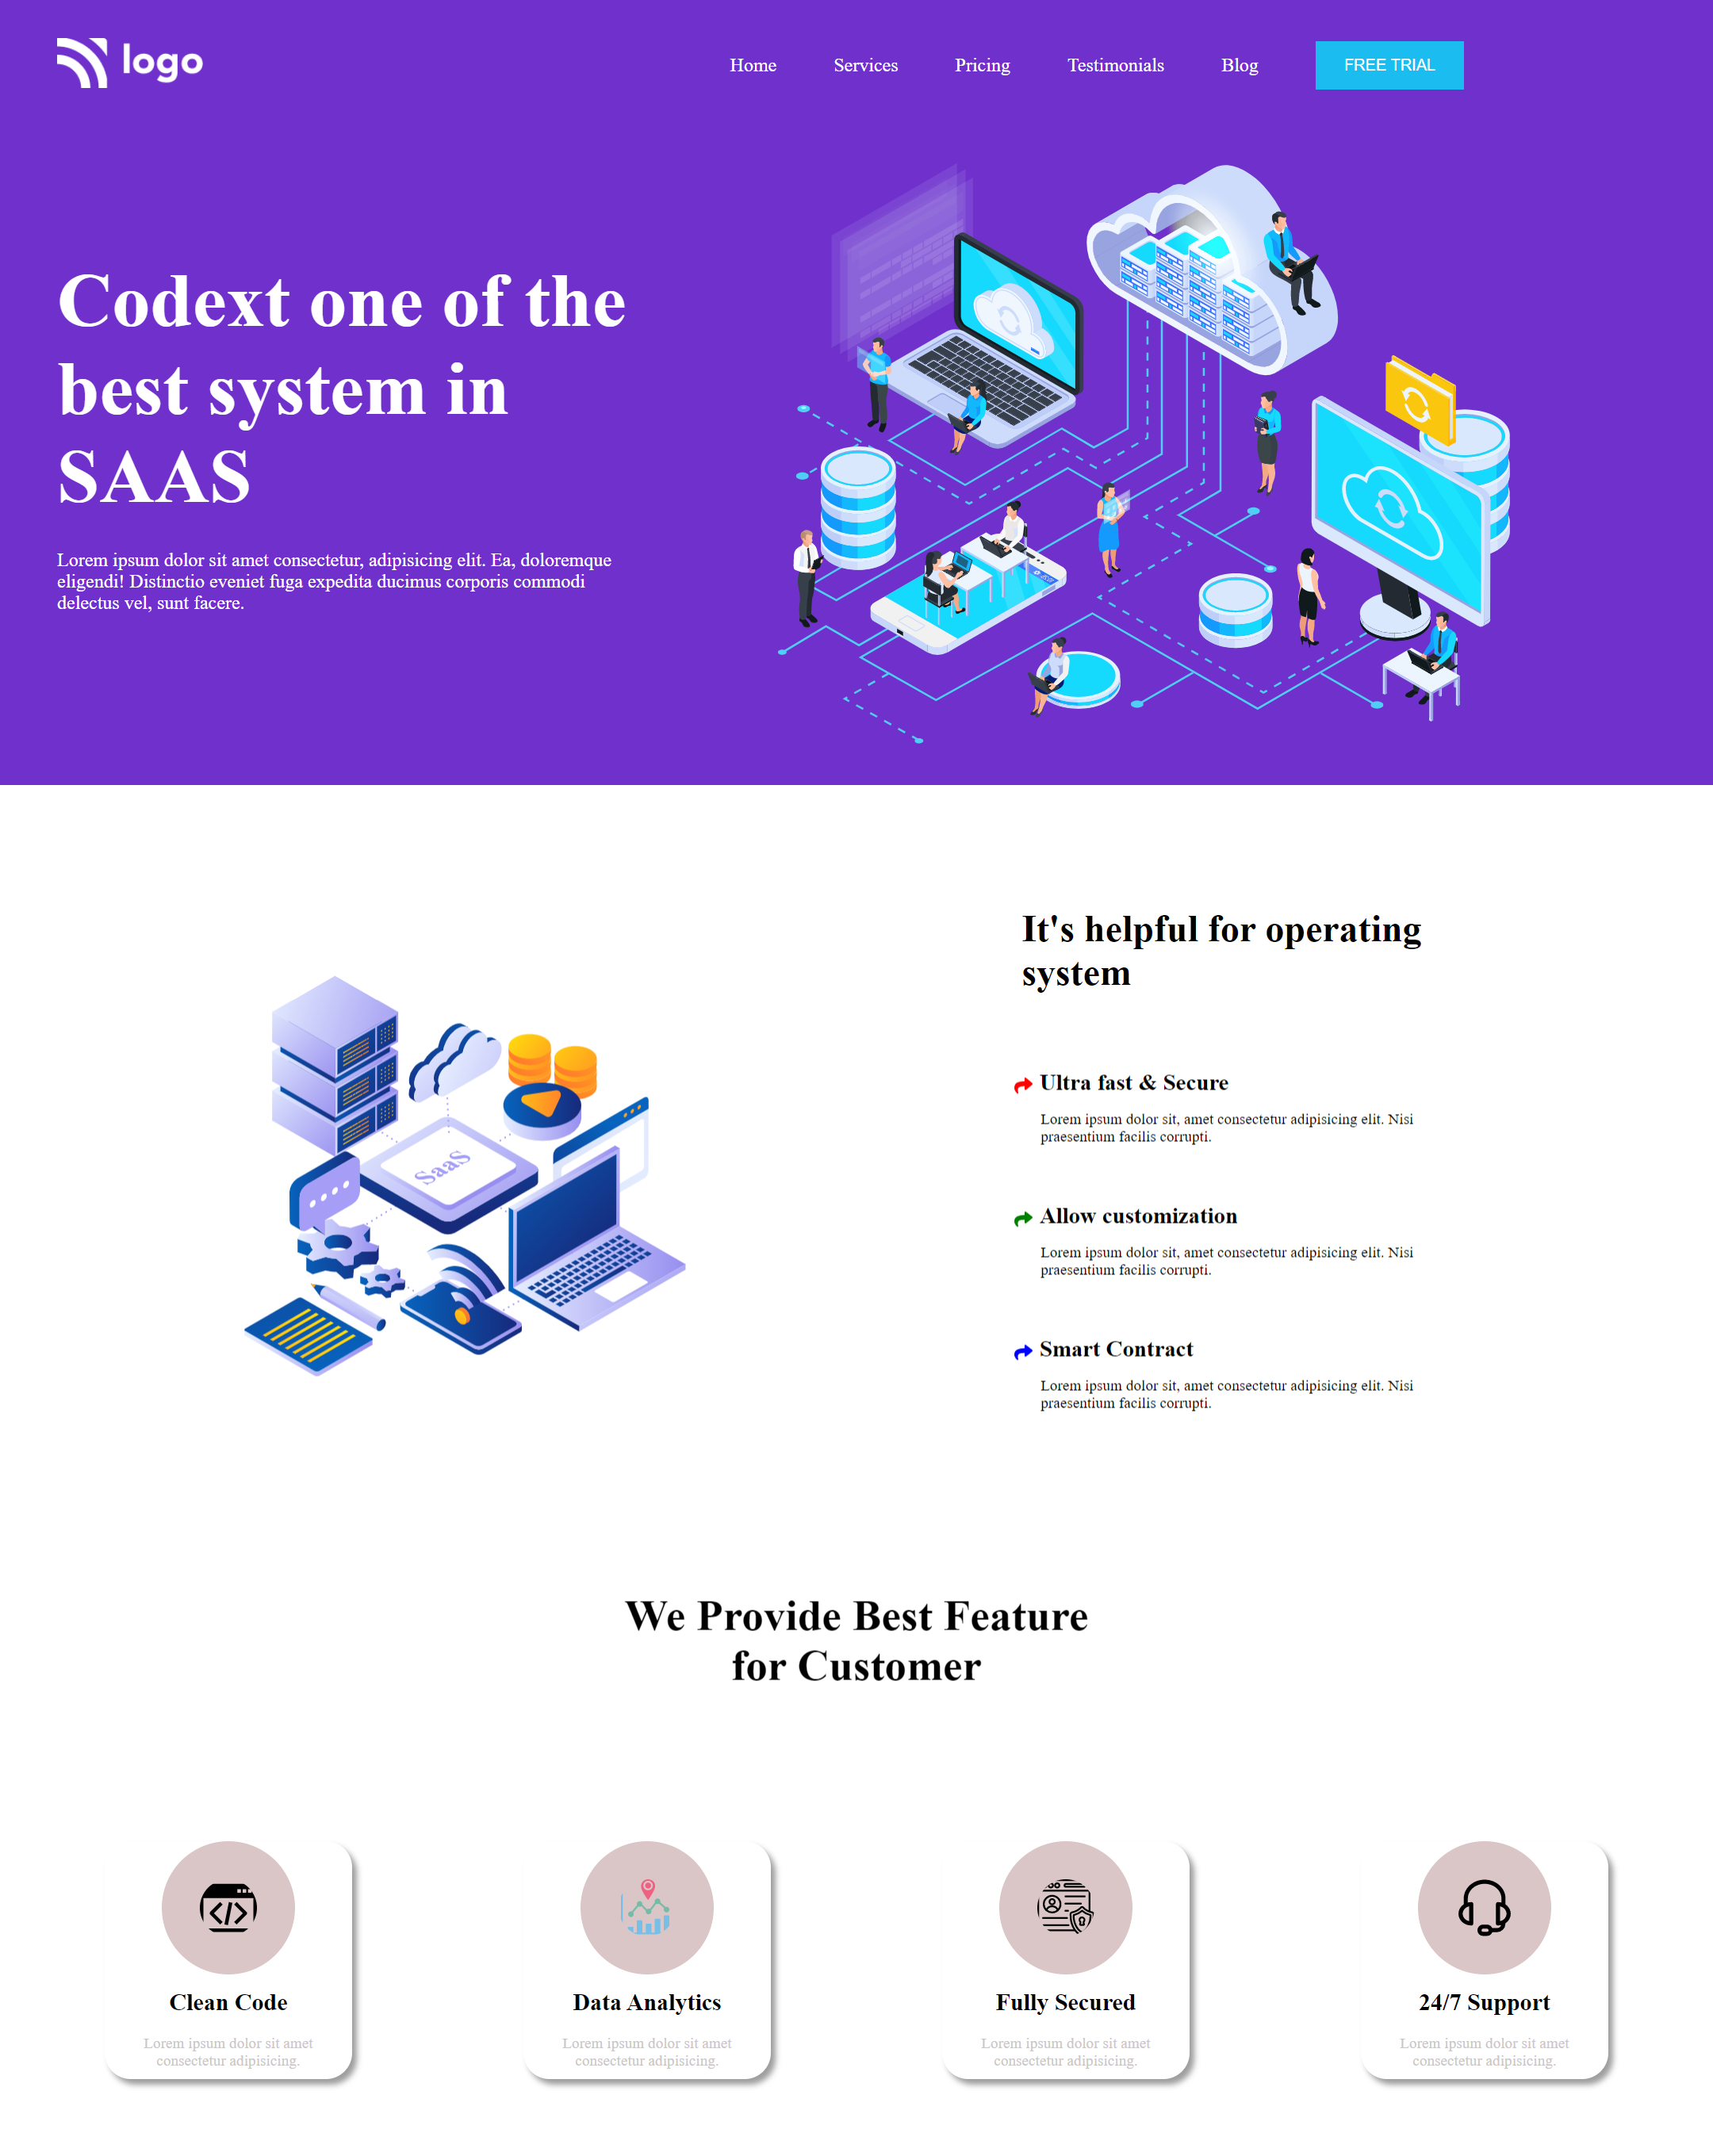 logo
Home Services Pricing Testimonials Blog FREE TRIAL
Codext one of the
best system in
SAAS
Lorem ipsum dolor sit amet consectetur, adipisicing elit. Ea, doloremque
eligendi! Distinctio eveniet fuga expedita ducimus corporis commodi
delectus vel, sunt facere.
SaaS
It's helpful for operating
system
Ultra fast & Secure
Lorem ipsum dolor sit, amet consectetur adipisicing elit. Nisi
praesentium facilis corrupti.
Allow customization
Lorem ipsum dolor sit, amet consectetur adipisicing elit. Nisi
praesentium facilis corrupti.
Smart Contract
Lorem ipsum dolor sit, amet consectetur adipisicing elit. Nisi
praesentium facilis corrupti.
We Provide Best Feature
for Customer
Clean Code
Lorem ipsum dolor sit amet
consectetur adipisicing.
Data Analytics
Lorem ipsum dolor sit amet
consectetur adipisicing.
Fully Secured
Lorem ipsum dolor sit amet
consectetur adipisicing.
24/7 Support
Lorem ipsum dolor sit amet
consectetur adipisicing.